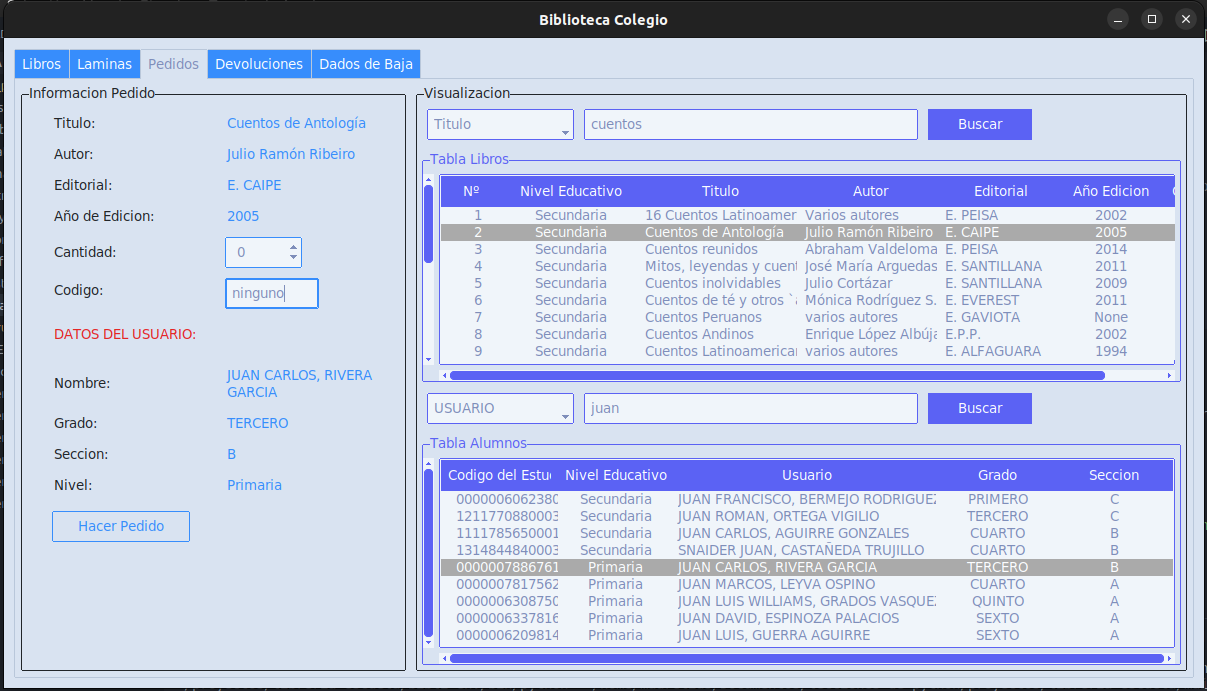 Biblioteca Colegio
Libros Laminas Pedidos Devoluciones Dados de Baja
Informacion Pedido
Titulo: Cuentos de Antología
Autor: Julio Ramón Ribeiro
Editorial: E. CAIPE
Año de Edicion: 2005
Cantidad: 0
Codigo: ninguno
DATOS DEL USUARIO:
Nombre: JUAN CARLOS, RIVERA
GARCIA
Grado: TERCERO
Seccion: B
Nivel: Primaria
Hacer Pedido
Visualizacion
Titulo cuentos Buscar
Tabla Libros
Nº Nivel Educativo Titulo Autor Editorial Año Edicion
1 Secundaria 16 Cuentos Latinoamer Varios autores E. PEISA 2002
2 Secundaria Cuentos de Antología Julio Ramón Ribeiro E. CAIPE 2005
3 Secundaria Cuentos reunidos Abraham Valdeloma E. PEISA 2014
4 Secundaria Mitos, leyendas y cuent José María Arguedas E. SANTILLANA 2011
5 Secundaria Cuentos inolvidables Julio Cortázar E. SANTILLANA 2009
6 Secundaria Cuentos de té y otros `a Mónica Rodríguez S. E. EVEREST 2011
7 Secundaria Cuentos Peruanos varios autores E. GAVIOTA None
8 Secundaria Cuentos Andinos Enrique López Albúja E.P.P. 2002
9 Secundaria Cuentos Latinoamerican varios autores E. ALFAGUARA 1994
USUARIO juan Buscar
Tabla Alumnos
Codigo del Estu Nivel Educativo Usuario Grado Seccion
0000006062380 Secundaria JUAN FRANCISCO, BERMEJO RODRIGUEZ PRIMERO C
1211770880003 Secundaria JUAN ROMAN, ORTEGA VIGILIO TERCERO C
1111785650001 Secundaria JUAN CARLOS, AGUIRRE GONZALES CUARTO B
1314844840003 Secundaria SNAIDER JUAN, CASTAÑEDA TRUJILLO CUARTO B
0000007886761 Primaria JUAN CARLOS, RIVERA GARCIA TERCERO B
0000007817562 Primaria JUAN MARCOS, LEYVA OSPINO CUARTO A
0000006308750 Primaria JUAN LUIS WILLIAMS, GRADOS VASQUEZ QUINTO A
0000006337816 Primaria JUAN DAVID, ESPINOZA PALACIOS SEXTO A
0000006209814 Primaria JUAN LUIS, GUERRA AGUIRRE SEXTO A